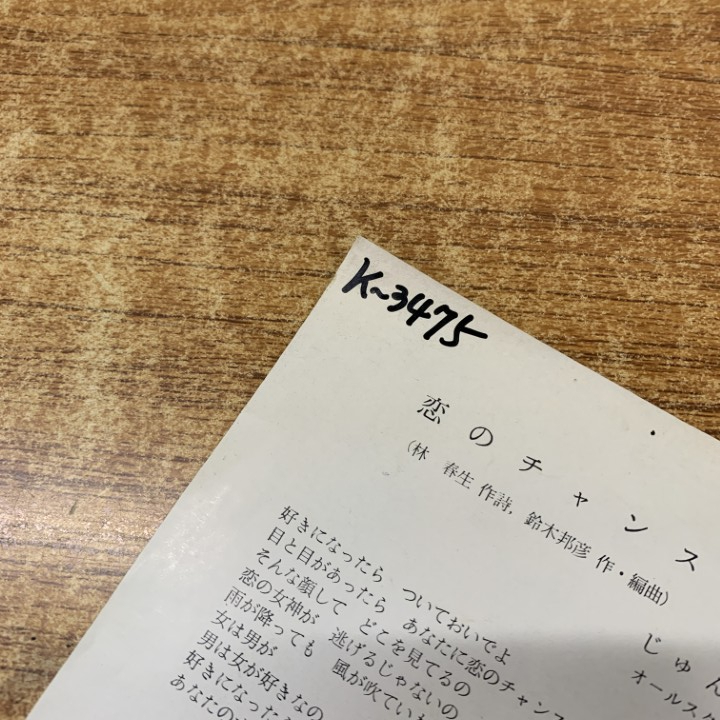 K~3475
恋のチャンス
(林 春生 作詩, 鈴木邦彦 作・編曲)
じゅん
オールス
好きになったら ついておいでよ
目と目があったら あなたに恋のチャンス
そんな顔して どこを見てるの
恋の女神が 逃げるじゃないの
雨が降っても 風が吹いても
女は男が
男は女が好きなの
好きになった
あなたの